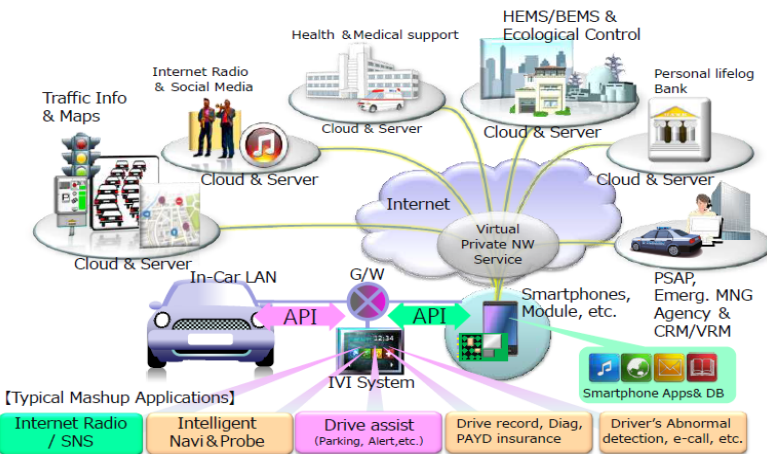 HEMS/BEMS &
Ecological Control
Health &Medical support
Internet Radio
& Social Media
Personal lifelog
Bank
Traffic Info
& Maps
Cloud & Server
Cloud & Server
Cloud & Server
Cloud & Server
Internet
Virtual
Private NW
Service
Cloud & Server
In-Car LAN
G/W
PSAP,
Emerg. MNG
Agency &
CRM/VRM
Smartphones,
Module, etc.
API
API
12:34
IVI System
Smartphone Apps& DB
【Typical Mashup Applications】
Internet Radio
/ SNS
Intelligent
Navi&Probe
Drive assist
(Parking, Alert,etc.)
Drive record, Diag,
PAYD insurance
Driver's Abnormal
detection, e-call, etc.